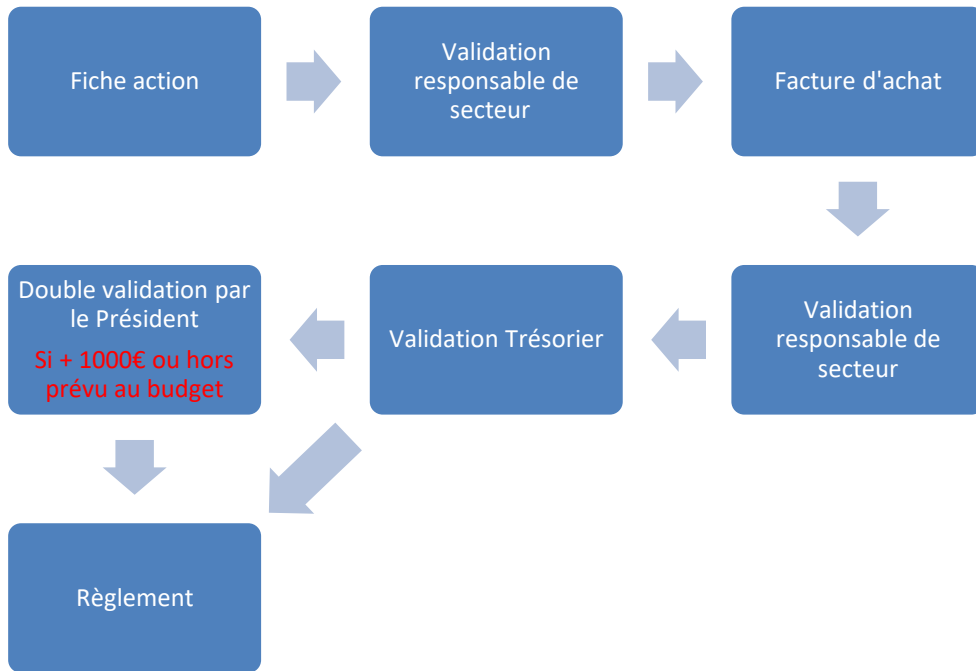 Fiche action
Validation
responsable de
secteur
Facture d'achat
Validation
responsable de
secteur
Validation Trésorier
Double validation par
le Président
Si + 1000€ ou hors
prévu au budget
Règlement